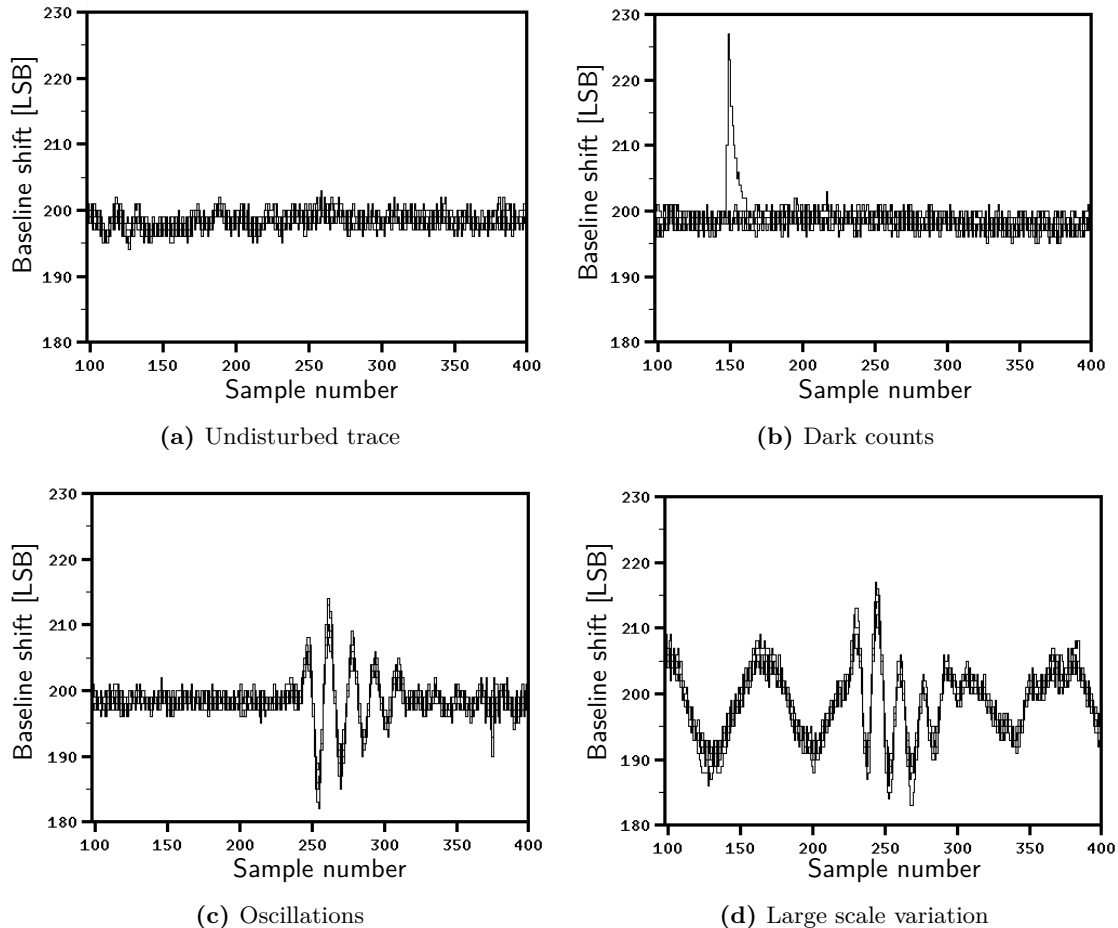 230
220
210
200
190
180
Baseline shift [LSB]
100 150 200 250 300 350 400
Sample number
(a) Undisturbed trace
230
220
210
200
190
180
Baseline shift [LSB]
100 150 200 250 300 350 400
Sample number
(b) Dark counts
230
220
210
200
190
180
Baseline shift [LSB]
100 150 200 250 300 350 400
Sample number
(c) Oscillations
230
220
210
200
190
180
Baseline shift [LSB]
100 150 200 250 300 350 400
Sample number
(d) Large scale variation